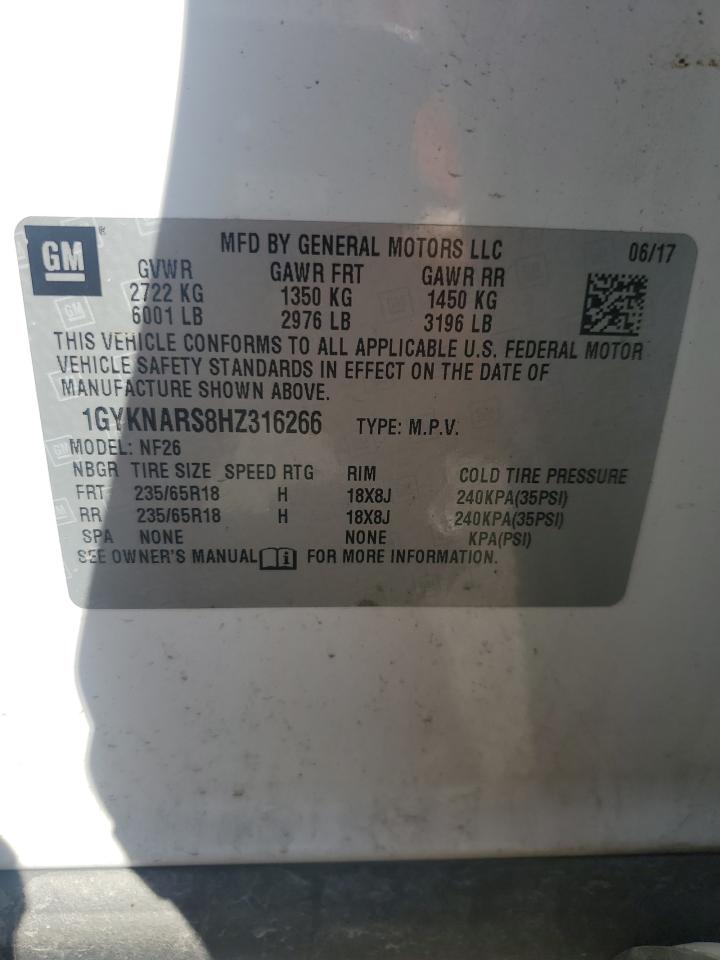 GM ® MFD BY GENERAL MOTORS LLC 06/17
GVWR GAWR FRT GAWR RR
2722 KG 1350 KG 1450 KG
6001 LB 2976 LB 3196 LB
THIS VEHICLE CONFORMS TO ALL APPLICABLE U.S. FEDERAL MOTOR
VEHICLE SAFETY STANDARDS IN EFFECT ON THE DATE OF
MANUFACTURE SHOWN ABOVE.
1GYKNARS8HZ316266 TYPE: M.P.V.
MODEL: NF26
NBGR TIRE SIZE SPEED RTG RIM COLD TIRE PRESSURE
FRT 235/65R18 H 18X8J 240KPA(35PSI)
RR 235/65R18 H 18X8J 240KPA(35PSI)
SPA NONE NONE KPA(PSI)
SEE OWNER'S MANUAL i FOR MORE INFORMATION.